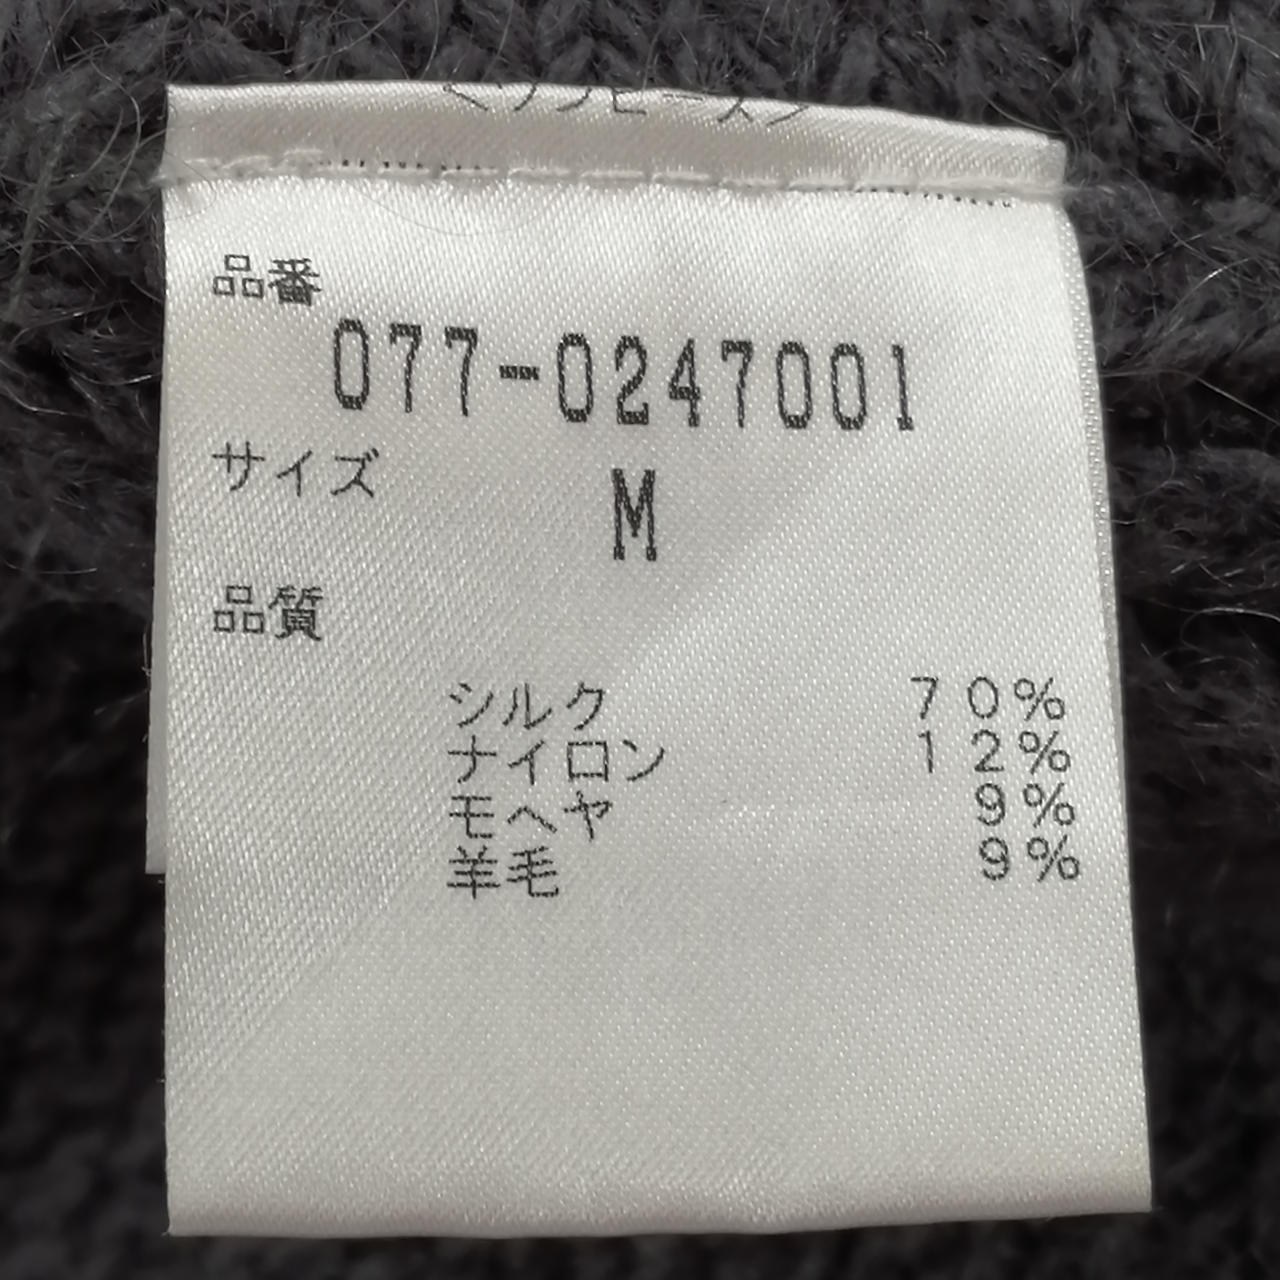 品番
077-0247001
サイズ
M
品質
シルク 70%
ナイロン 12%
モヘヤ 9%
羊毛 9%